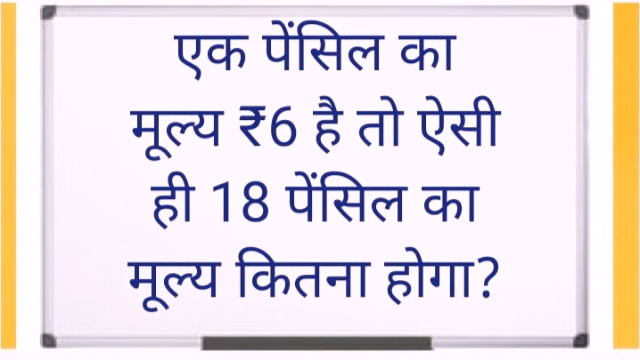 एक पेंसिल का
मूल्य ₹6 है तो ऐसी
ही 18 पेंसिल का
मूल्य कितना होगा?